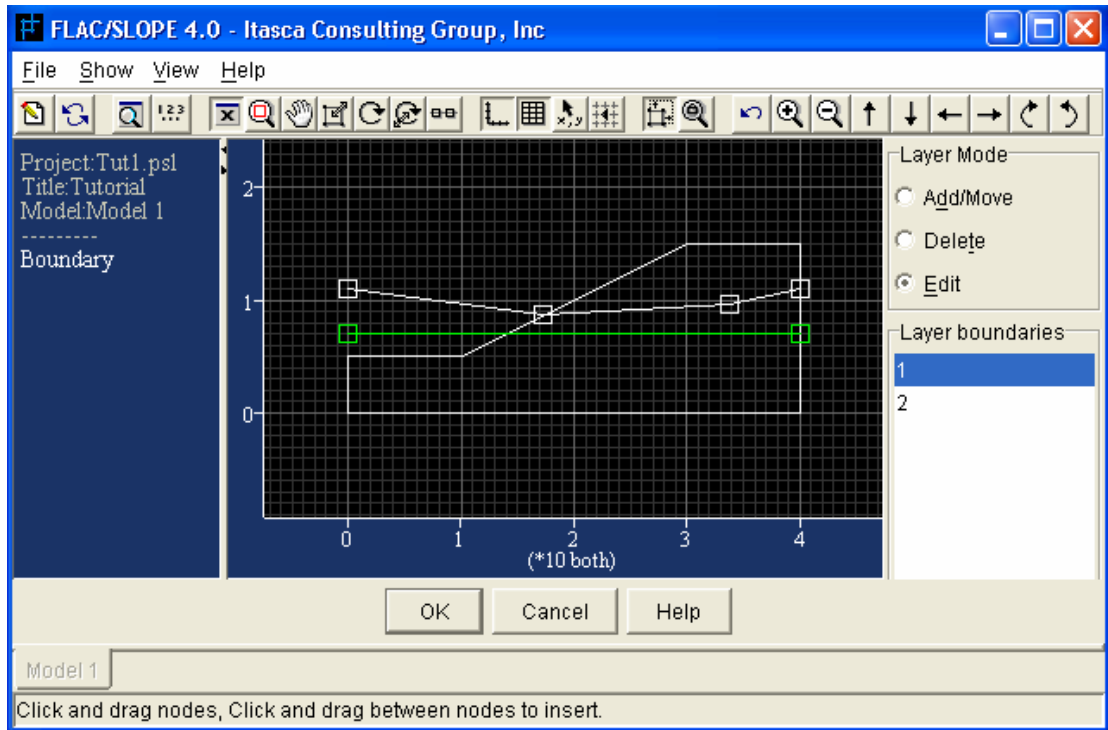 FLAC/SLOPE 4.0 - Itasca Consulting Group, Inc
File Show View Help
1.2.3
x,y
Project:Tut1.psl
Title:Tutorial
Model:Model 1
---------
Boundary
2
1
0
0 1 2 3 4
(*10 both)
Layer Mode
Add/Move
Delete
Edit
Layer boundaries
1
2
OK Cancel Help
Model 1
Click and drag nodes, Click and drag between nodes to insert.